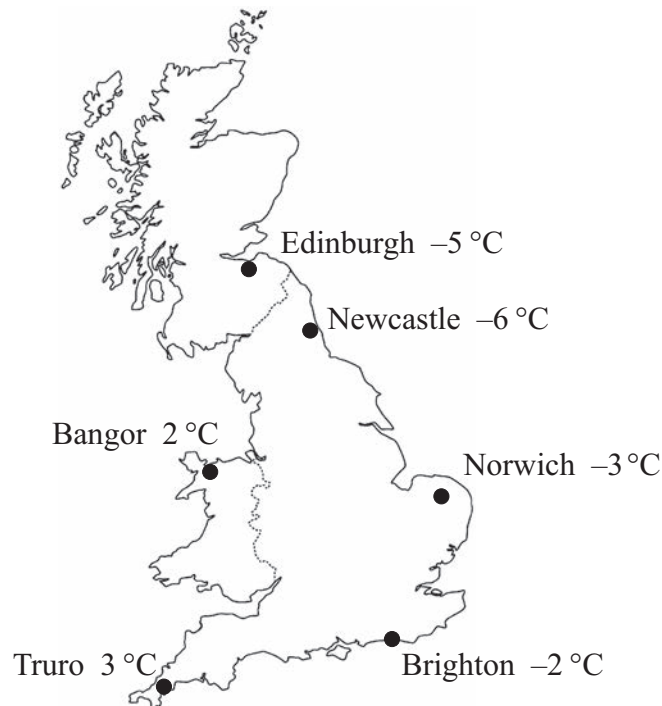 Edinburgh –5 °C
Newcastle –6 °C
Bangor 2 °C
Norwich –3 °C
Truro 3 °C
Brighton –2 °C